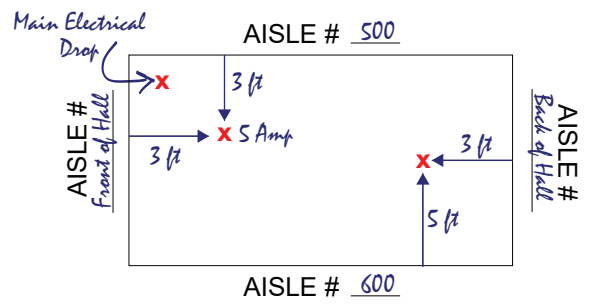 Main Electrical
Drop
AISLE # 500
x
3 ft
AISLE #
Front of Hall
x 5 Amp
3 ft
x
3 ft
5 ft
AISLE #
Back of Hall
AISLE # 600